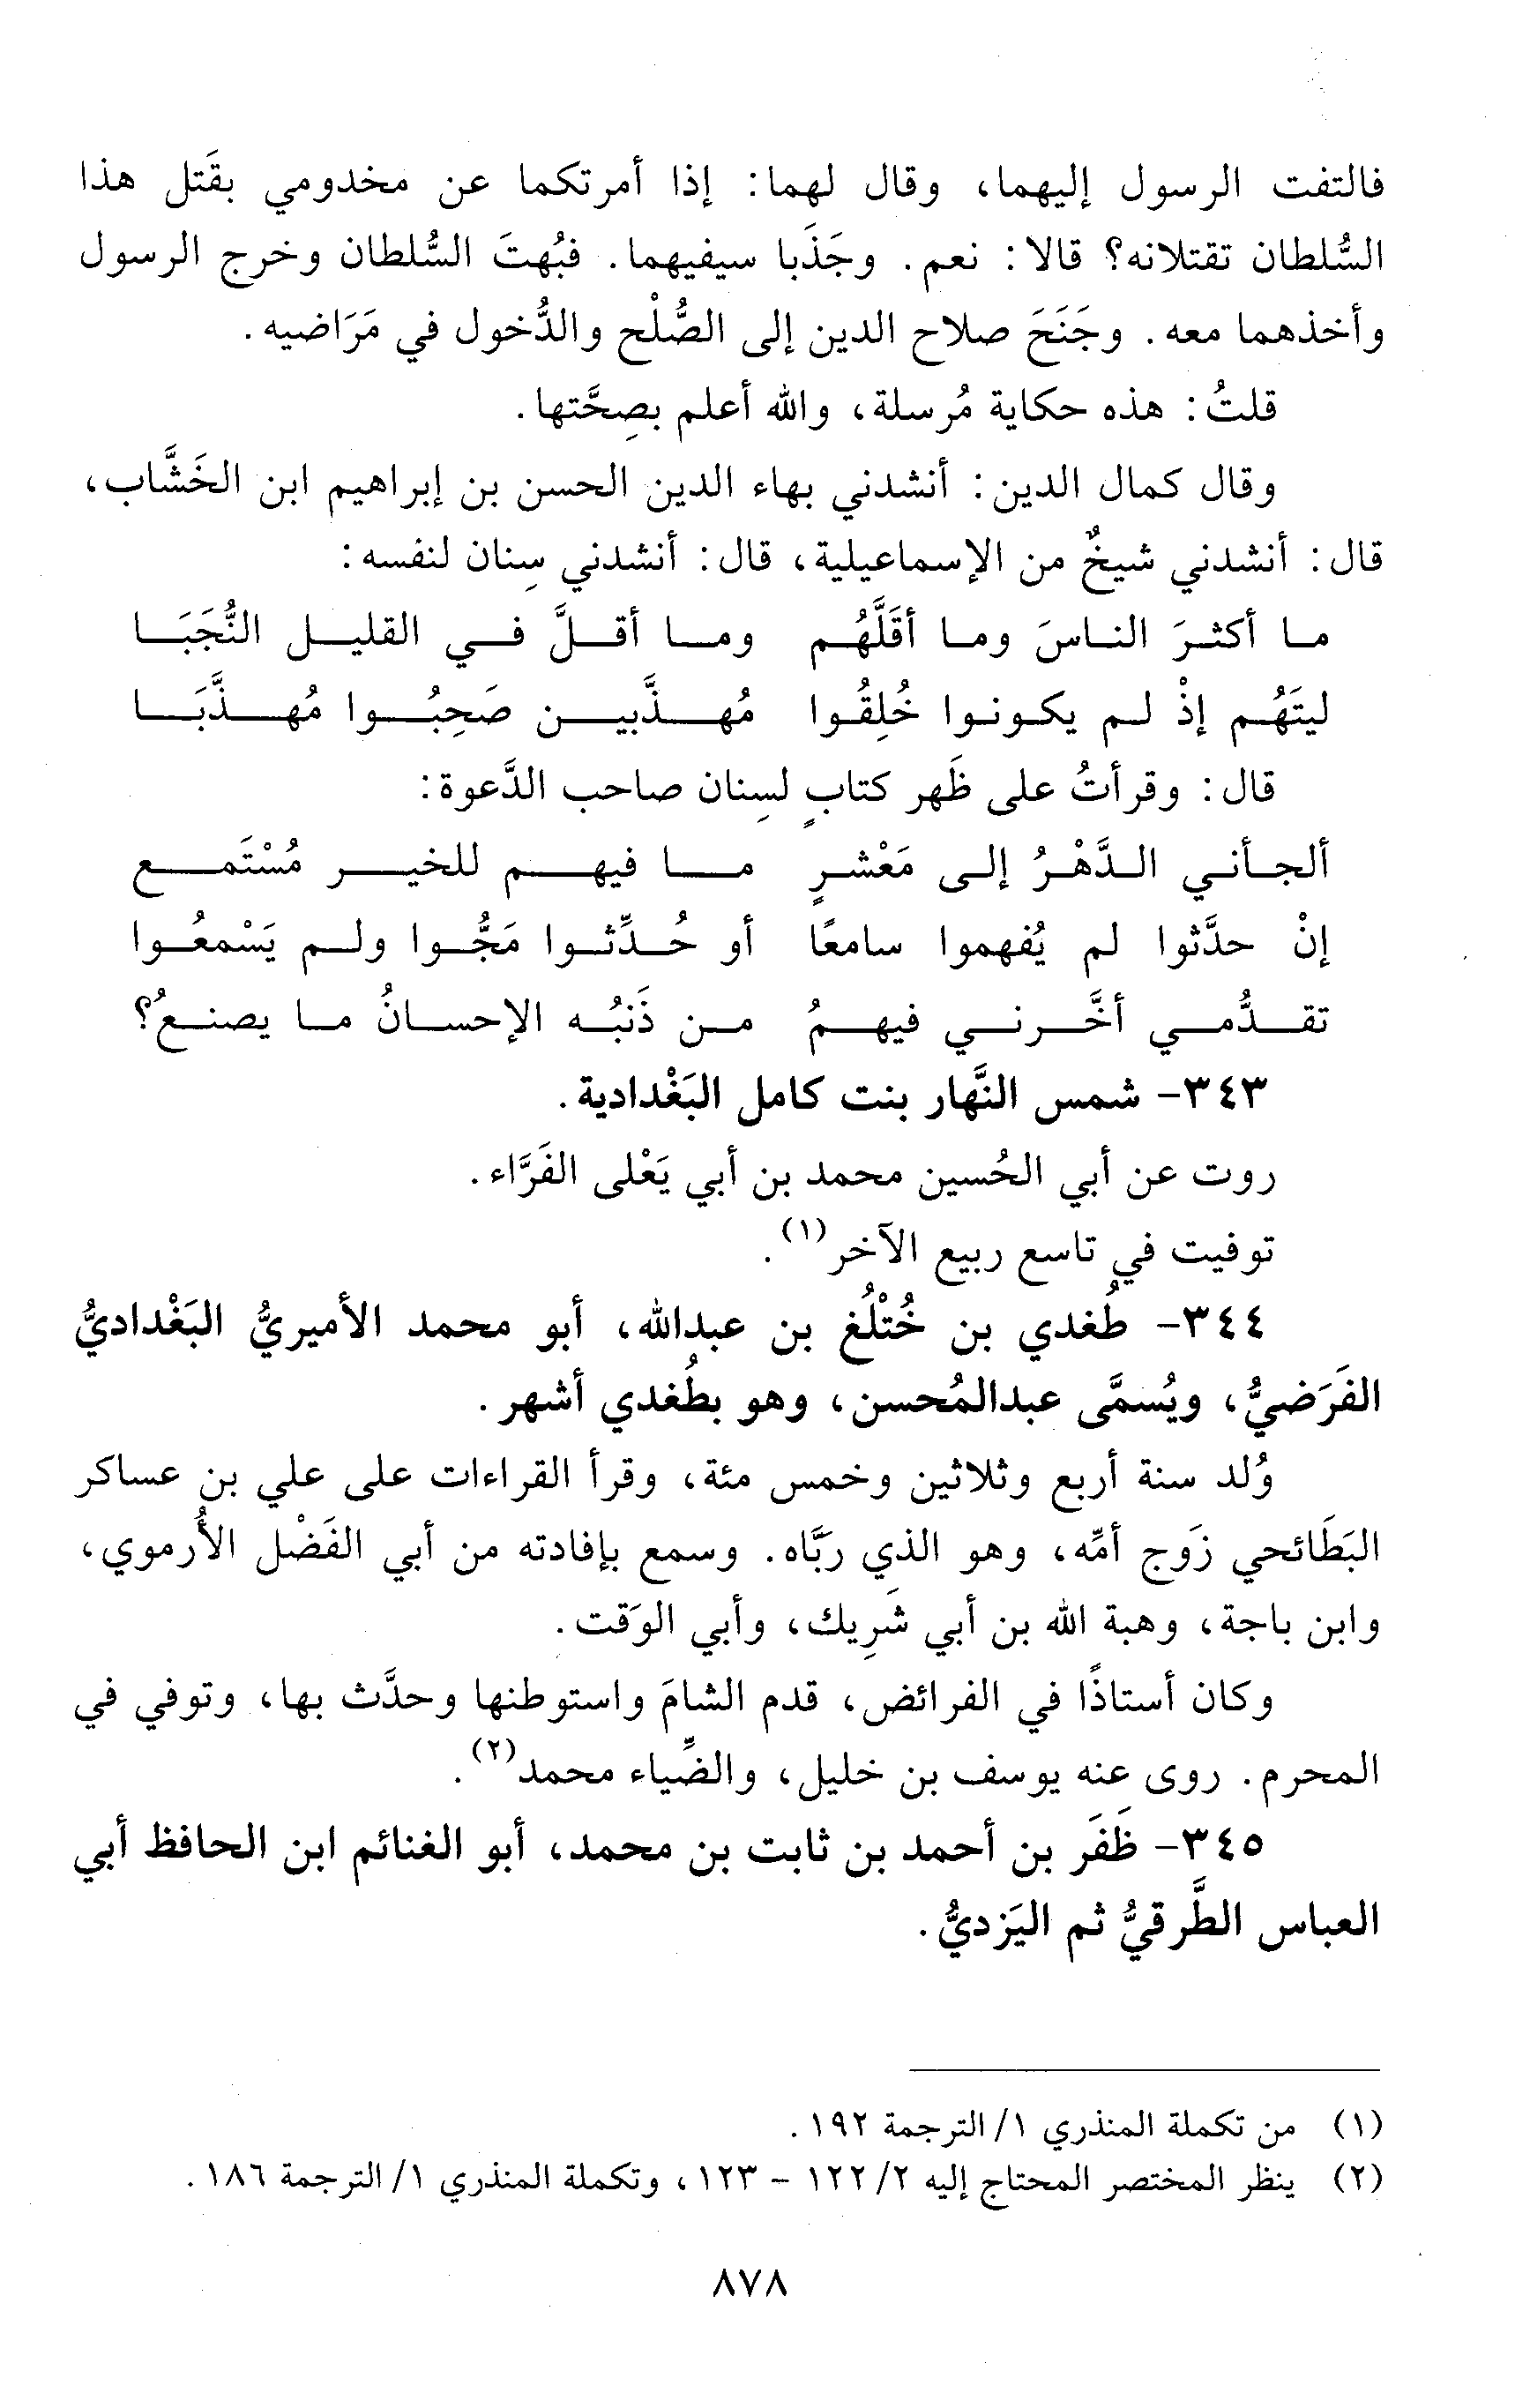 فالتفت الرسول إليهما، وقال لهما: إذا أمرتكما عن مخدومي بقَتل هذا
السُّلطان تقتلانه؟ قالا: نعم. وجَذَبا سيفيهما. فبُهتَ السُّلطان وخرج الرسول
وأخذهما معه. وجَنَحَ صلاح الدين إلى الصُّلْح والدُّخول في مَرَاضيه.
قلتُ: هذه حكاية مُرسلة، والله أعلم بصِحَّتها.
وقال كمال الدين: أنشدني بهاء الدين الحسن بن إبراهيم ابن الخَشَّاب،
قال: أنشدني شيخٌ من الإسماعيلية، قال: أنشدني سِنان لنفسه:
ما أكثرَ الناسَ وما أقَلَّهُم وما أقلَّ في القليل النُّجَبَا
ليتَهُم إذْ لم يكونوا خُلِقُوا مُهذَّبين صَحِبُوا مُهذَّبَا
قال: وقرأتُ على ظَهر كتابٍ لسِنان صاحب الدَّعوة:
ألجأني الدَّهْرُ إلى مَعْشرٍ ما فيهم للخير مُسْتَمع
إنْ حدَّثوا لم يُفهموا سامعًا أو حُدِّثوا مَجُّوا ولم يَسْمعُوا
تقدُّمي أخَّرني فيهمُ من ذَنبُه الإحسانُ ما يصنعُ؟
٣٤٣- شمس النَّهار بنت كامل البَغْدادية.
روت عن أبي الحُسين محمد بن أبي يَعْلى الفَرَّاء.
توفيت في تاسع ربيع الآخر(١).
٣٤٤- طُغدي بن خُتْلُغ بن عبدالله، أبو محمد الأميريُّ البَغْداديُّ
الفَرَضيُّ، ويُسمَّى عبدالمُحسن، وهو بطُغدي أشهر.
وُلد سنة أربع وثلاثين وخمس مئة، وقرأ القراءات على علي بن عساكر
البَطَائحي زَوج أمِّه، وهو الذي ربَّاه. وسمع بإفادته من أبي الفَضْل الأُرموي،
وابن باجة، وهبة الله بن أبي شَرِيك، وأبي الوَقت.
وكان أستاذًا في الفرائض، قدم الشامَ واستوطنها وحدَّث بها، وتوفي في
المحرم. روى عنه يوسف بن خليل، والضِّياء محمد(٢).
٣٤٥- ظَفَر بن أحمد بن ثابت بن محمد، أبو الغنائم ابن الحافظ أبي
العباس الطَّرقيُّ ثم اليَزديُّ.
(١) من تكملة المنذري ١/ الترجمة ١٩٢.
(٢) ينظر المختصر المحتاج إليه ٢/ ١٢٢ - ١٢٣، وتكملة المنذري ١/ الترجمة ١٨٦.
٨٧٨